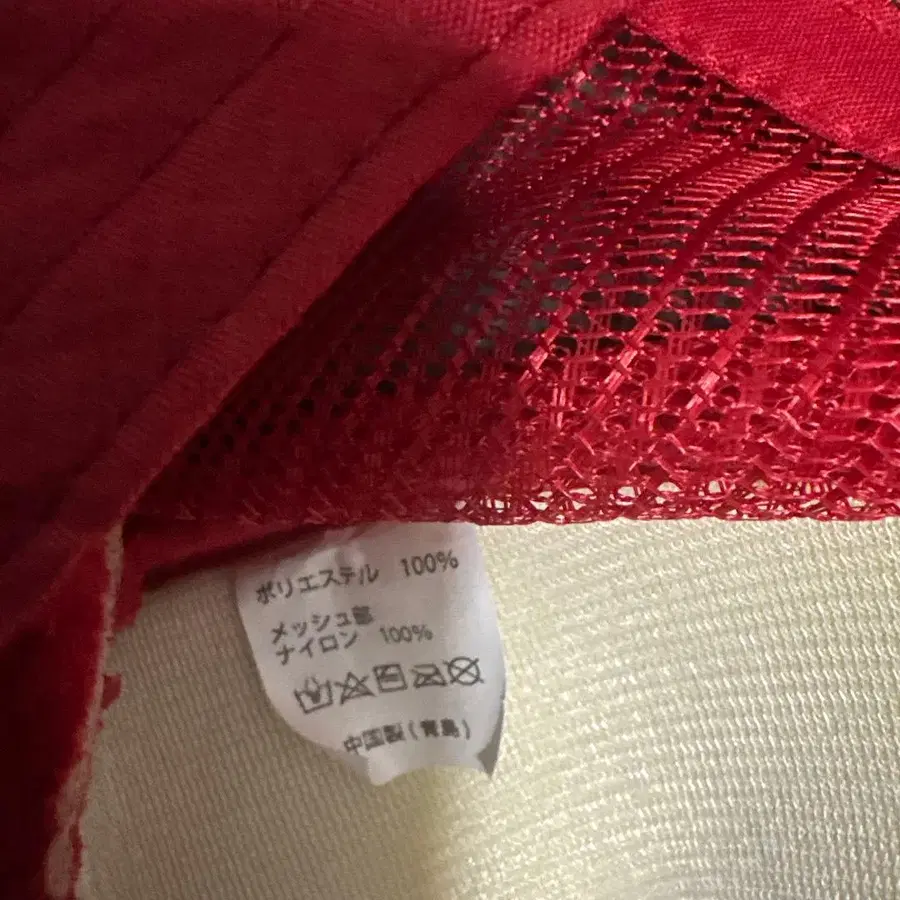 ポリエステル 100%
メッシュ部
ナイロン 100%
中国製(青島)